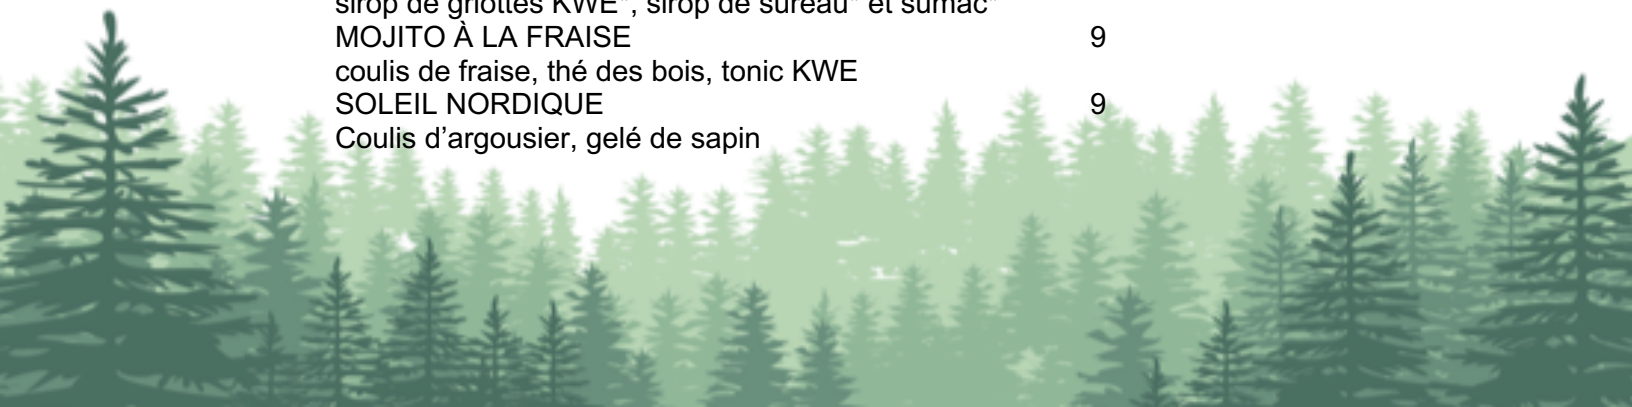 sirop de griottes KWE*, sirop de sureau* et sumac*
MOJITO À LA FRAISE 9
coulis de fraise, thé des bois, tonic KWE
SOLEIL NORDIQUE 9
Coulis d’argousier, gelé de sapin